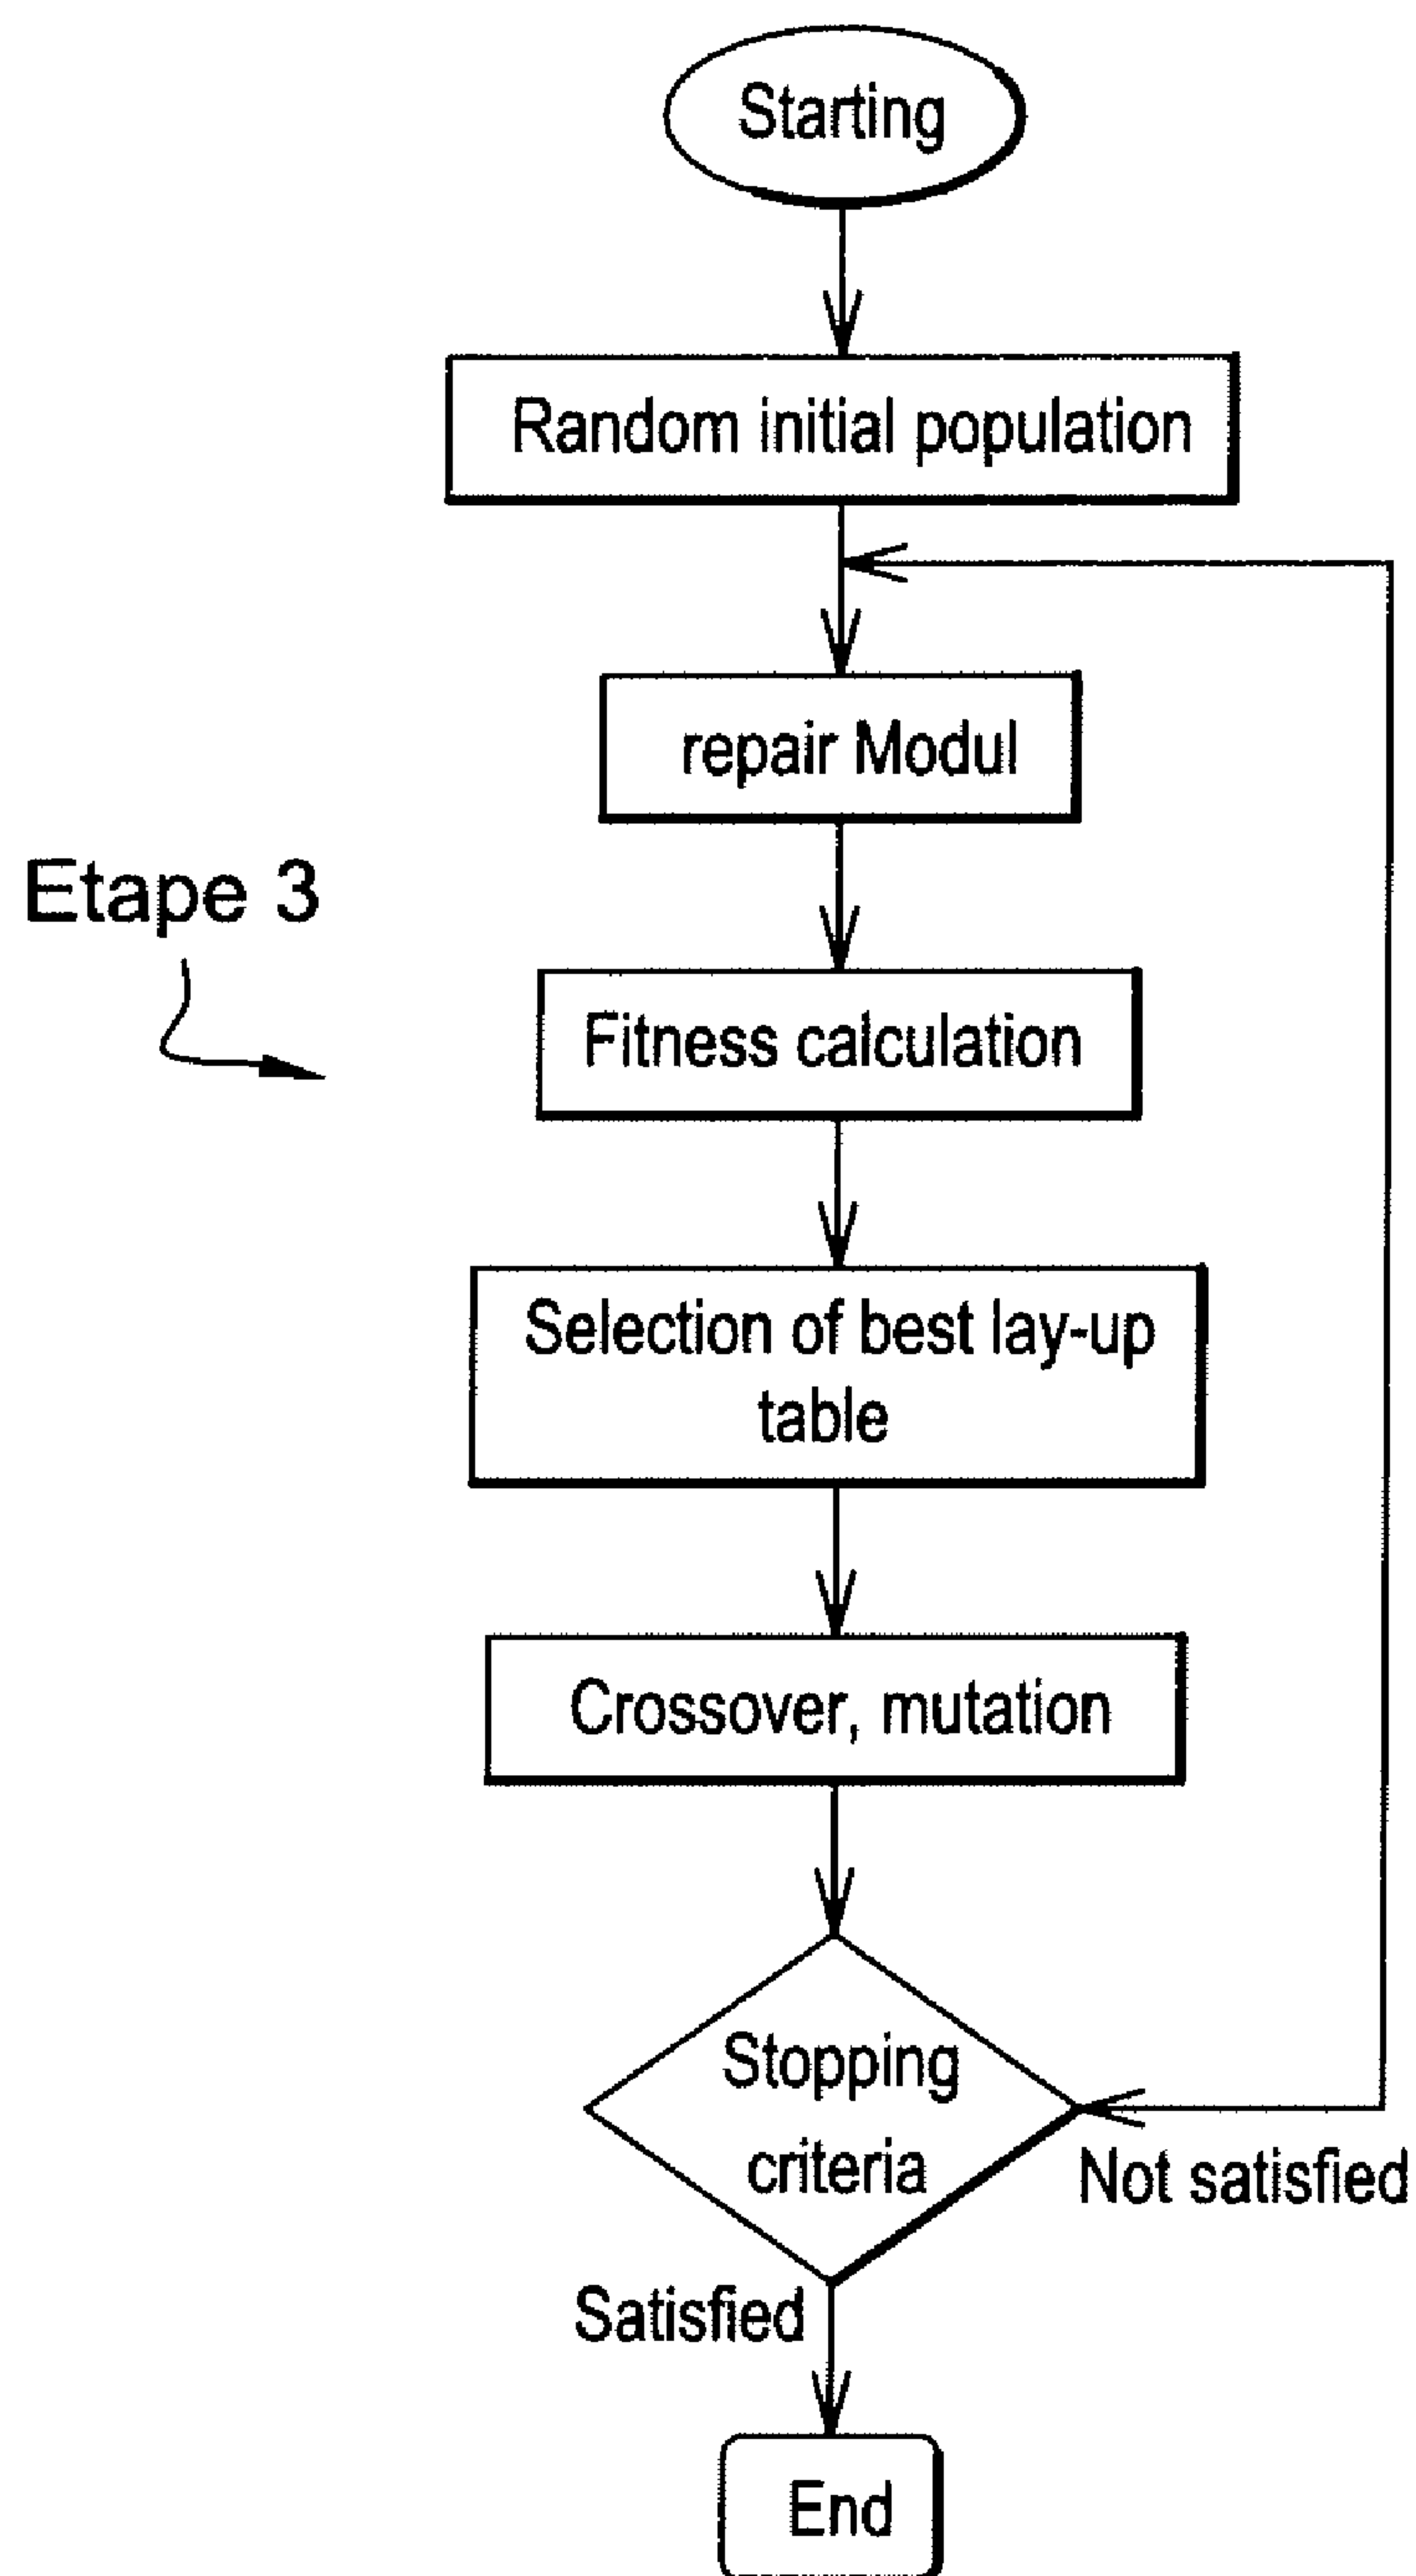 Starting
Random initial population
repair Modul
Etape 3
Fitness calculation
Selection of best lay-up
table
Crossover, mutation
Stopping
criteria
Not satisfied
Satisfied
End